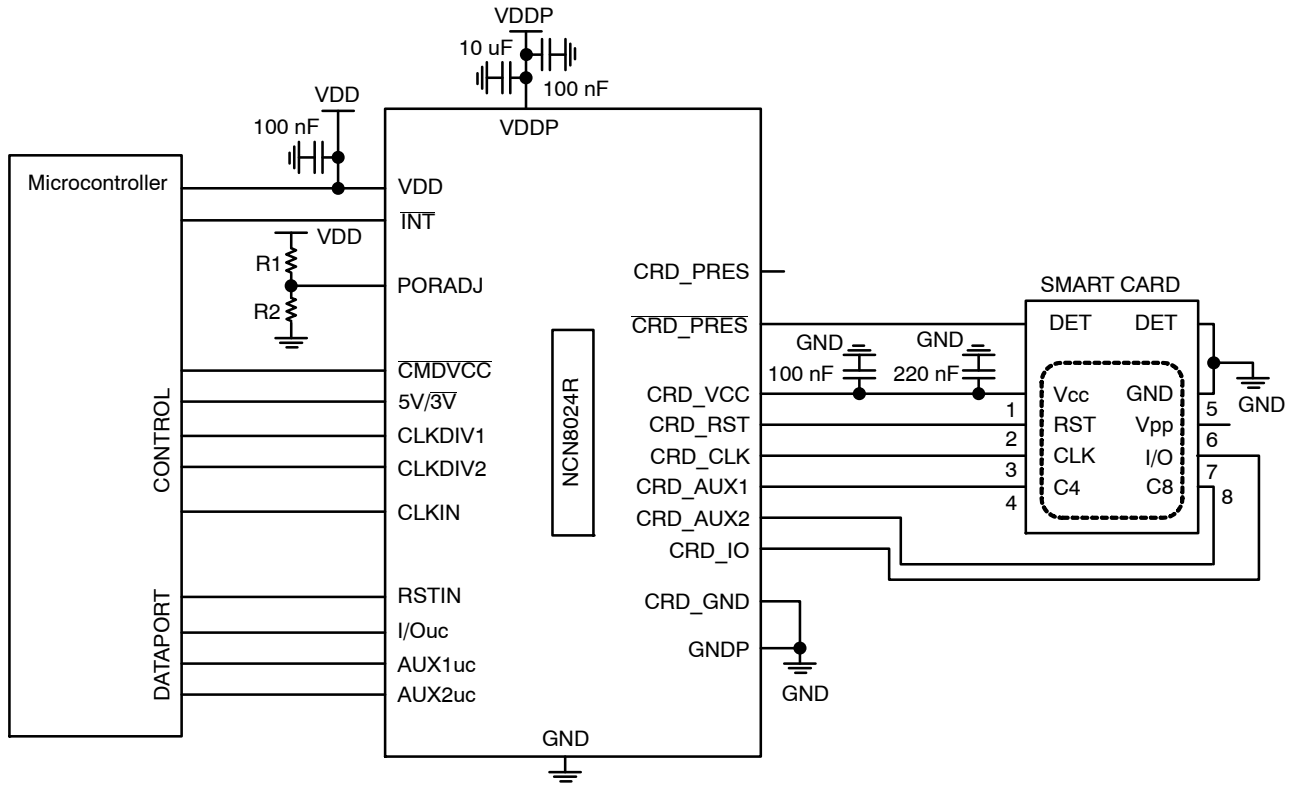 VDDP
10 uF
100 nF
VDD
100 nF
VDDP
Microcontroller
VDD
INT
VDD
R1
PORADJ
R2
CRD_PRES
SMART CARD
CRD_PRES
DET DET
GND GND
100 nF 220 nF
CMDVCC
5V/3V
CLKDIV1
CLKDIV2
CLKIN
CONTROL
NCN8024R
CRD_VCC
CRD_RST
CRD_CLK
CRD_AUX1
CRD_AUX2
CRD_IO
1
2
3
4
Vcc GND
RST Vpp
CLK I/O
C4 C8
5
6
7
8
GND
RSTIN
I/Ouc
AUX1uc
AUX2uc
DATAPORT
CRD_GND
GNDP
GND
GND